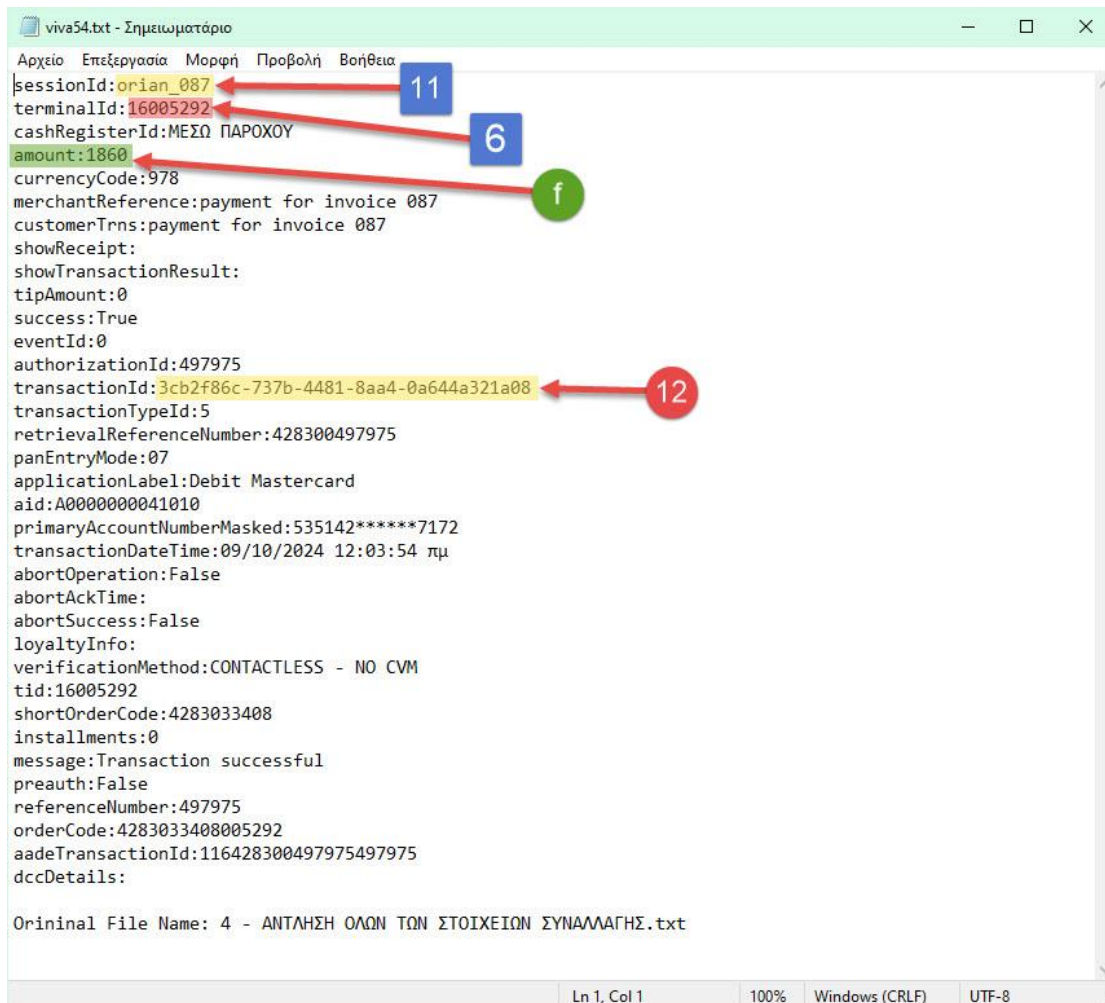 viva54.txt - Σημειωματάριο
Αρχείο Επεξεργασία Μορφή Προβολή Βοήθεια
sessionId:orian_087
11
terminalId:16005292
cashRegisterId:ΜΕΣΩ ΠΑΡΟΧΟΥ
6
amount:1860
currencyCode:978
f
merchantReference:payment for invoice 087
customerTrns:payment for invoice 087
showReceipt:
showTransactionResult:
tipAmount:0
success:True
eventId:0
authorizationId:497975
transactionId:3cb2f86c-737b-4481-8aa4-0a644a321a08
12
transactionTypeId:5
retrievalReferenceNumber:428300497975
panEntryMode:07
applicationLabel:Debit Mastercard
aid:A0000000041010
primaryAccountNumberMasked:535142******7172
transactionDateTime:09/10/2024 12:03:54 πμ
abortOperation:False
abortAckTime:
abortSuccess:False
loyaltyInfo:
verificationMethod:CONTACTLESS - NO CVM
tid:16005292
shortOrderCode:4283033408
installments:0
message:Transaction successful
preauth:False
referenceNumber:497975
orderCode:4283033408005292
aadeTransactionId:116428300497975497975
dccDetails:
Orininal File Name: 4 - ΑΝΤΛΗΣΗ ΟΛΩΝ ΤΩΝ ΣΤΟΙΧΕΙΩΝ ΣΥΝΑΛΛΑΓΗΣ.txt
Ln 1, Col 1 100% Windows (CRLF) UTF-8